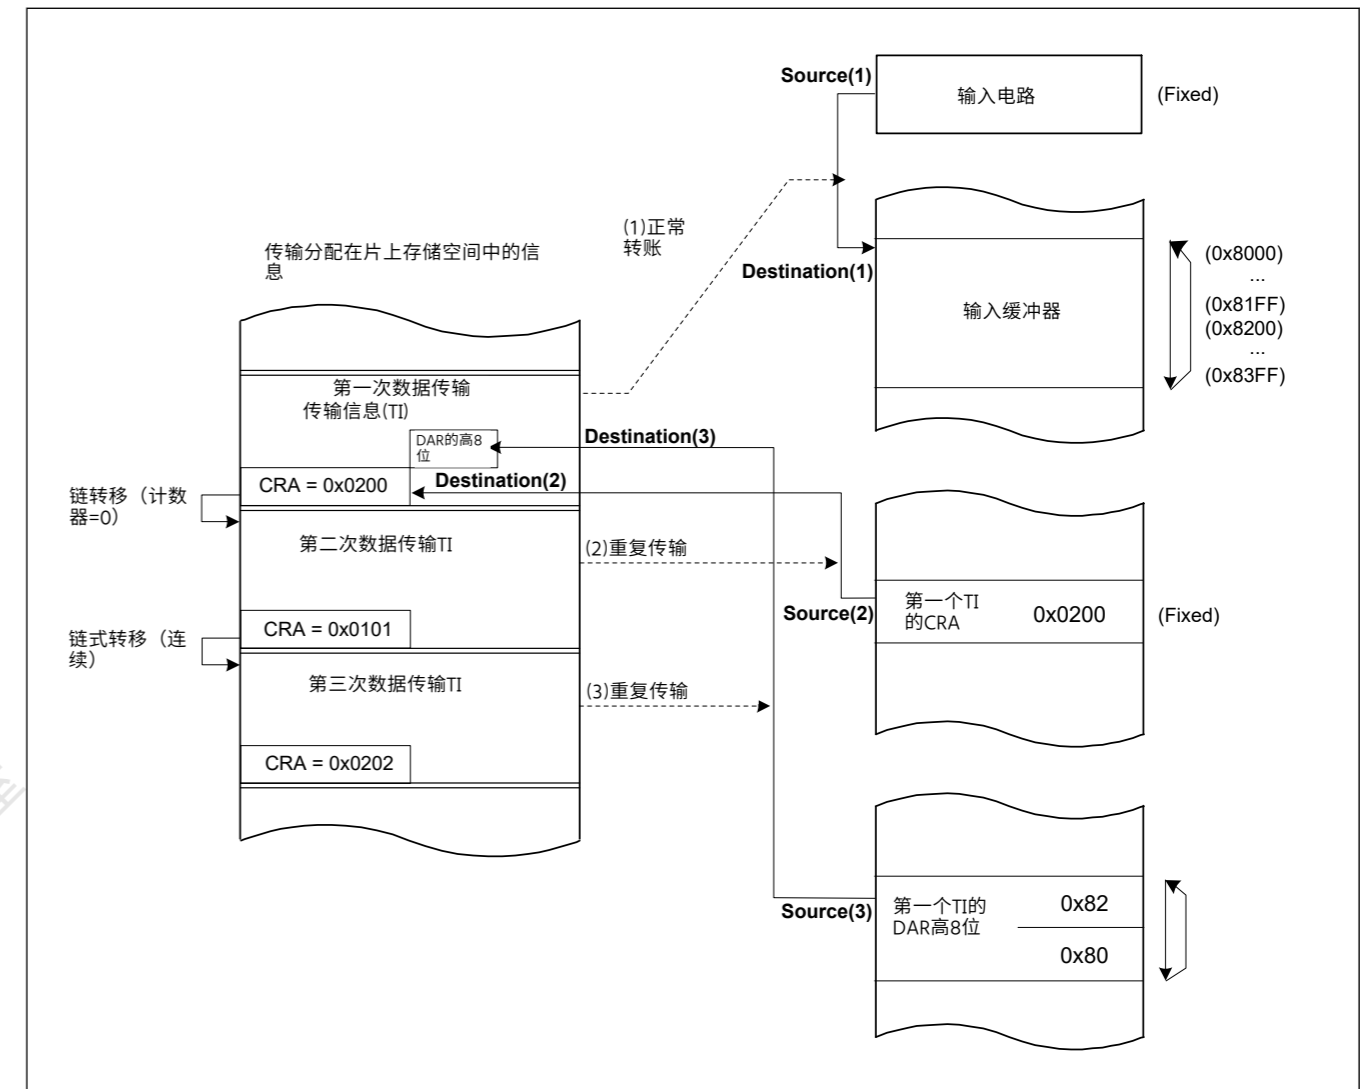 Source(1)
输入电路
(Fixed)
(1)正常
转账
传输分配在片上存储空间中的信
息
Destination(1)
输入缓冲器
(0x8000)
...
(0x81FF)
(0x8200)
...
(0x83FF)
第一次数据传输
传输信息(TI)
DAR的高8
位
Destination(3)
CRA = 0x0200
Destination(2)
链转移（计数
器=0）
第二次数据传输TI
(2)重复传输
Source(2)
第一个TI
的CRA
0x0200
(Fixed)
CRA = 0x0101
链式转移（连
续）
第三次数据传输TI
(3)重复传输
CRA = 0x0202
Source(3)
第一个TI的
DAR高8位
0x82
0x80